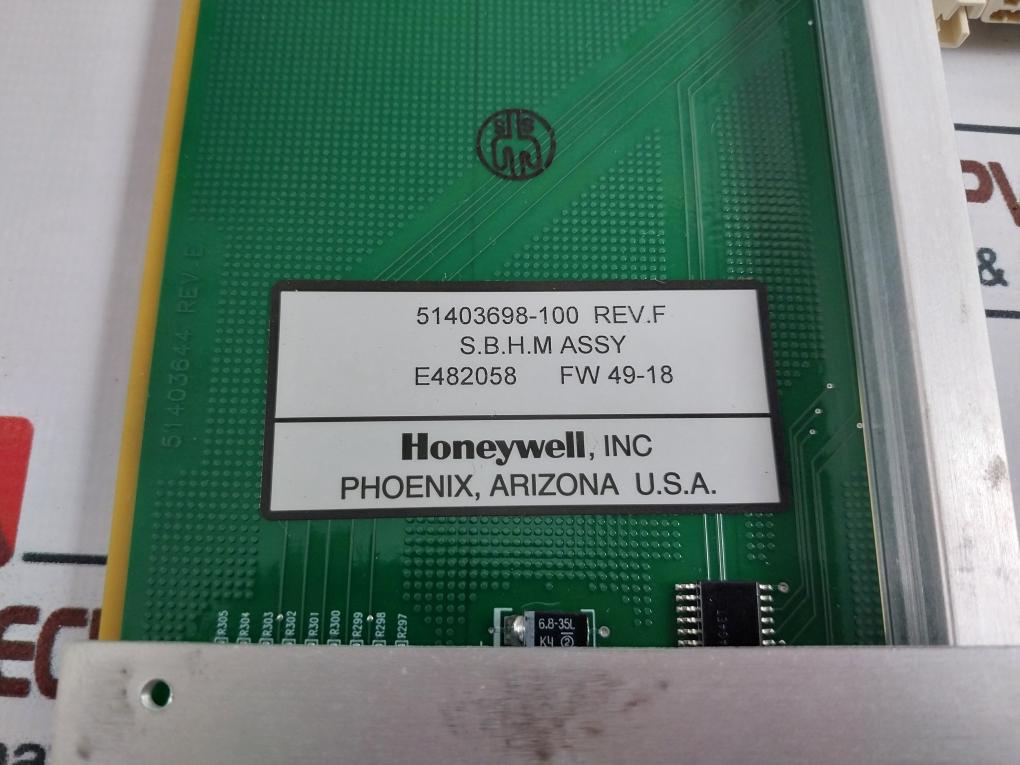 51403698-100 REV.F
S.B.H.M ASSY
E482058 FW 49-18
Honeywell, INC
PHOENIX, ARIZONA U.S.A.
51403644 REV E
R305
R304
R303
R302
R301
R300
R299
R298
R297
6.8-35L
K4
&